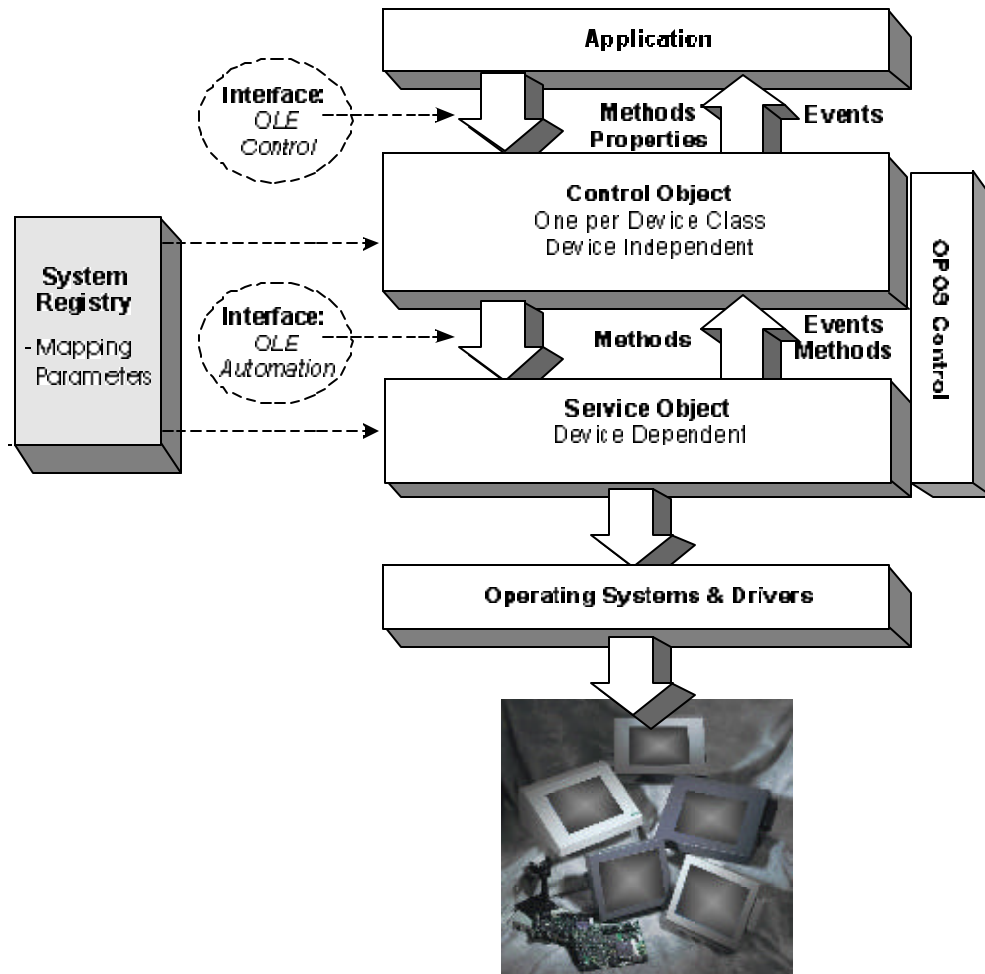 Application
Interface:
OLE
Control
Methods
Properties
Events
Control Object
One per Device Class
Device Independent
OPOS Control
System
Registry
- Mapping
Parameters
Interface:
OLE
Automation
Methods
Events
Methods
Service Object
Device Dependent
Operating Systems & Drivers